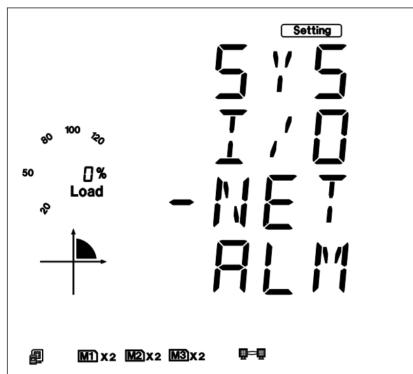 Setting
SYS
I/O
100
80
120
50
0%
-NET
Load
20
ALM
M1 X2 M2 X2 M3 X2